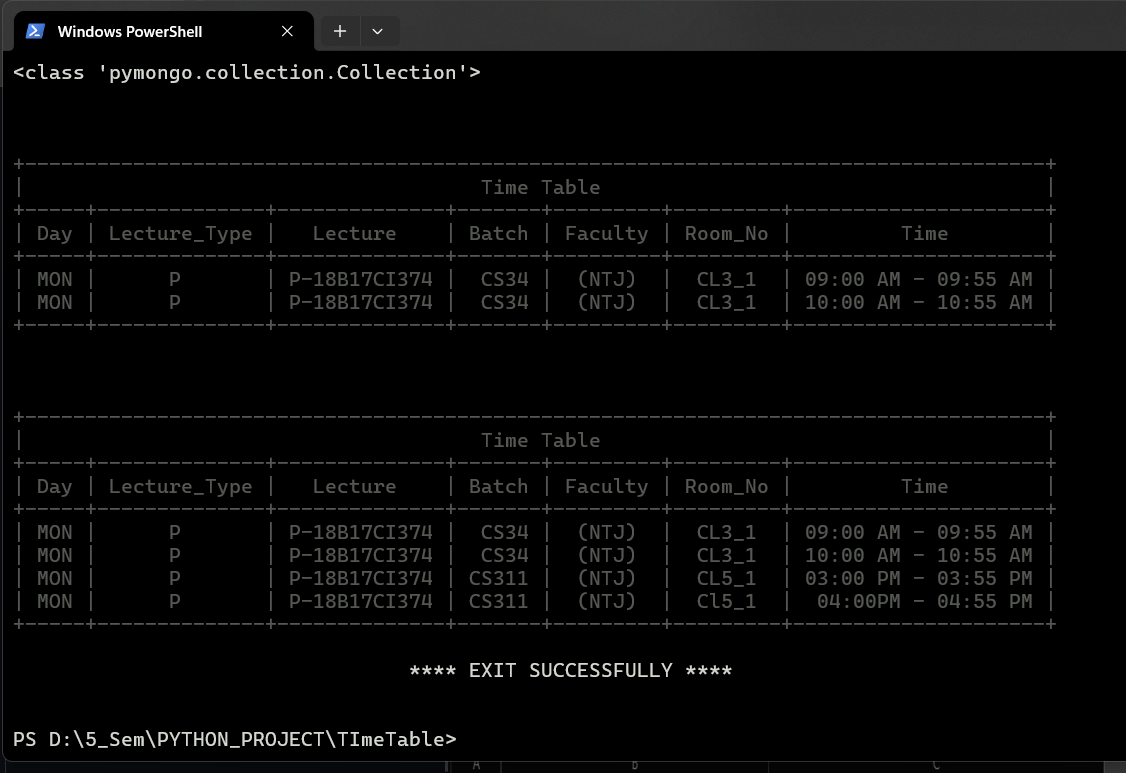 Windows PowerShell
<class 'pymongo.collection.Collection'>
+-------------------------------------------------------------------------------------+
| Time Table |
+-----+--------------+--------------+-------+---------+---------+---------------------+
| Day | Lecture_Type | Lecture | Batch | Faculty | Room_No | Time |
+-----+--------------+--------------+-------+---------+---------+---------------------+
| MON | P | P-18B17CI374 | CS34 | (NTJ) | CL3_1 | 09:00 AM - 09:55 AM |
| MON | P | P-18B17CI374 | CS34 | (NTJ) | CL3_1 | 10:00 AM - 10:55 AM |
+-----+--------------+--------------+-------+---------+---------+---------------------+
+-------------------------------------------------------------------------------------+
| Time Table |
+-----+--------------+--------------+-------+---------+---------+---------------------+
| Day | Lecture_Type | Lecture | Batch | Faculty | Room_No | Time |
+-----+--------------+--------------+-------+---------+---------+---------------------+
| MON | P | P-18B17CI374 | CS34 | (NTJ) | CL3_1 | 09:00 AM - 09:55 AM |
| MON | P | P-18B17CI374 | CS34 | (NTJ) | CL3_1 | 10:00 AM - 10:55 AM |
| MON | P | P-18B17CI374 | CS311 | (NTJ) | CL5_1 | 03:00 PM - 03:55 PM |
| MON | P | P-18B17CI374 | CS311 | (NTJ) | Cl5_1 | 04:00PM - 04:55 PM |
+-----+--------------+--------------+-------+---------+---------+---------------------+
**** EXIT SUCCESSFULLY ****
PS D:\5_Sem\PYTHON_PROJECT\TImeTable>
A B C